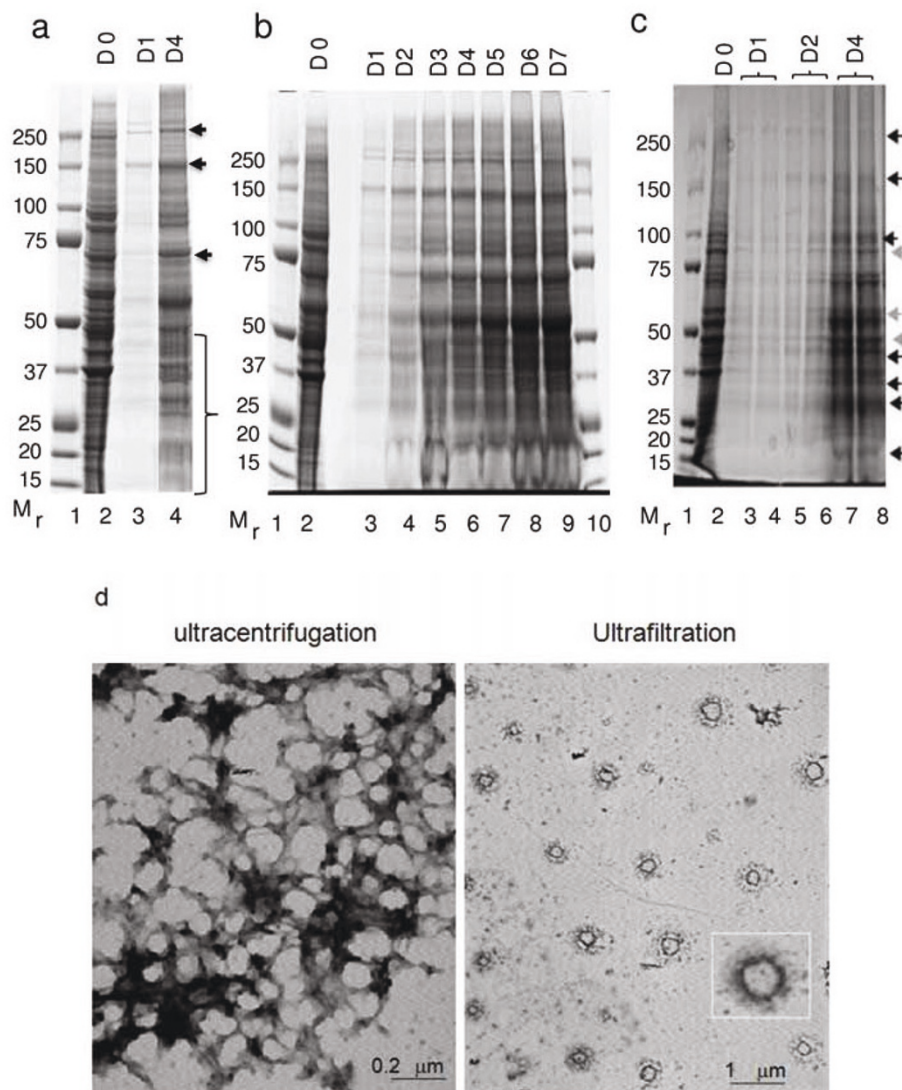 a
D0 D1 D4
250
150
100
75
50
37
25
20
15
Mr 1 2 3 4
b
D0 D1 D2 D3 D4 D5 D6 D7
250
150
100
75
50
37
25
20
15
Mr 1 2 3 4 5 6 7 8 9 10
c
D0 D1 D2 D4
250
150
100
75
50
37
25
20
15
Mr 1 2 3 4 5 6 7 8
d
ultracentrifugation
Ultrafiltration
0.2 μm
1 μm